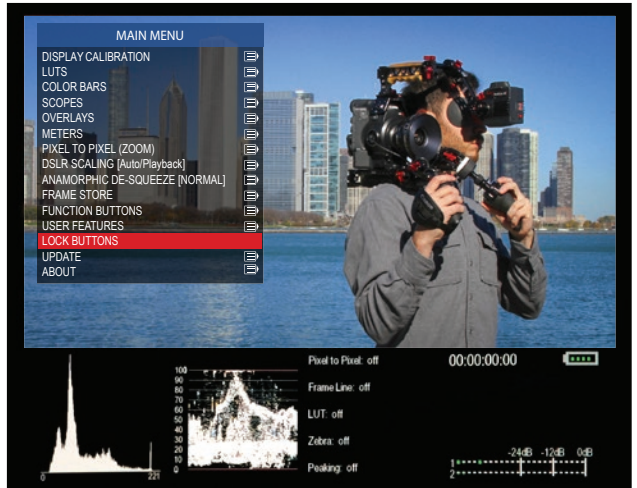 MAIN MENU
DISPLAY CALIBRATION
LUTS
COLOR BARS
SCOPES
OVERLAYS
METERS
PIXEL TO PIXEL (ZOOM)
DSLR SCALING [Auto/Playback]
ANAMORPHIC DE-SQUEEZE [NORMAL]
FRAME STORE
FUNCTION BUTTONS
USER FEATURES
LOCK BUTTONS
UPDATE
ABOUT
Pixel to Pixel: off
00:00:00:00
Frame Line: off
LUT: off
Zebra: off
Peaking: off
100
90
80
70
60
50
40
30
20
10
0
0
221
-24dB -12dB 0dB
1
2